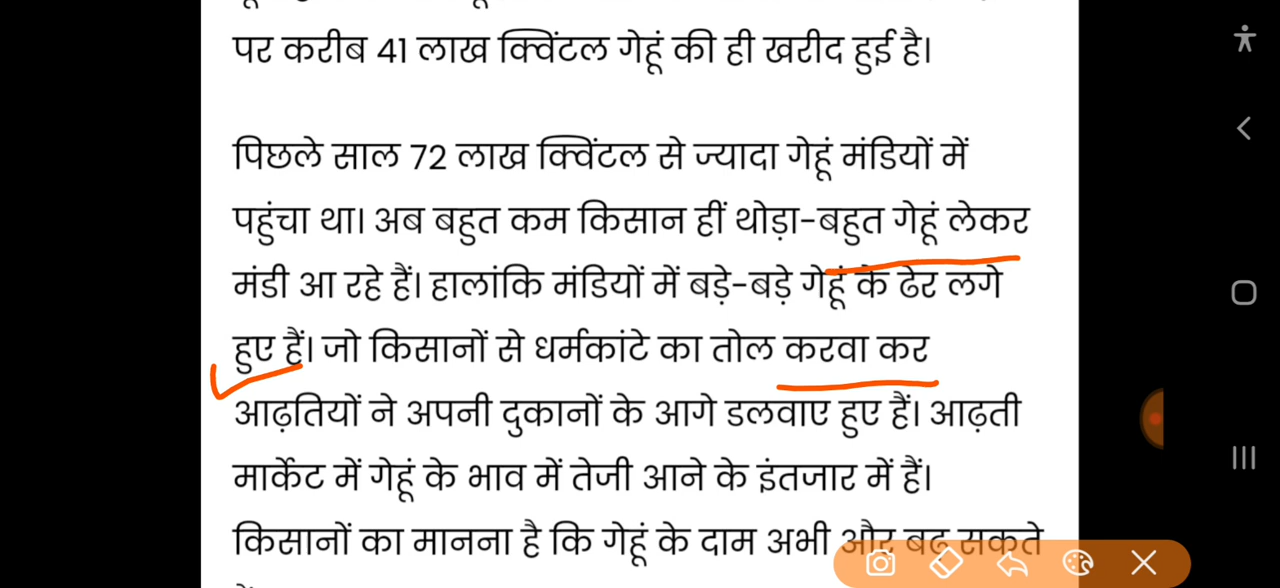 पर करीब 41 लाख क्विंटल गेहूं की ही खरीद हुई है।
पिछले साल 72 लाख क्विंटल से ज्यादा गेहूं मंडियों में
पहुंचा था। अब बहुत कम किसान हीं थोड़ा-बहुत गेहूं लेकर
मंडी आ रहे हैं। हालांकि मंडियों में बड़े-बड़े गेहूं के ढेर लगे
हुए हैं। जो किसानों से धर्मकांटे का तोल करवा कर
आढ़तियों ने अपनी दुकानों के आगे डलवाए हुए हैं। आढ़ती
मार्केट में गेहूं के भाव में तेजी आने के इंतजार में हैं।
किसानों का मानना है कि गेहूं के दाम अभी और बढ़ सकते